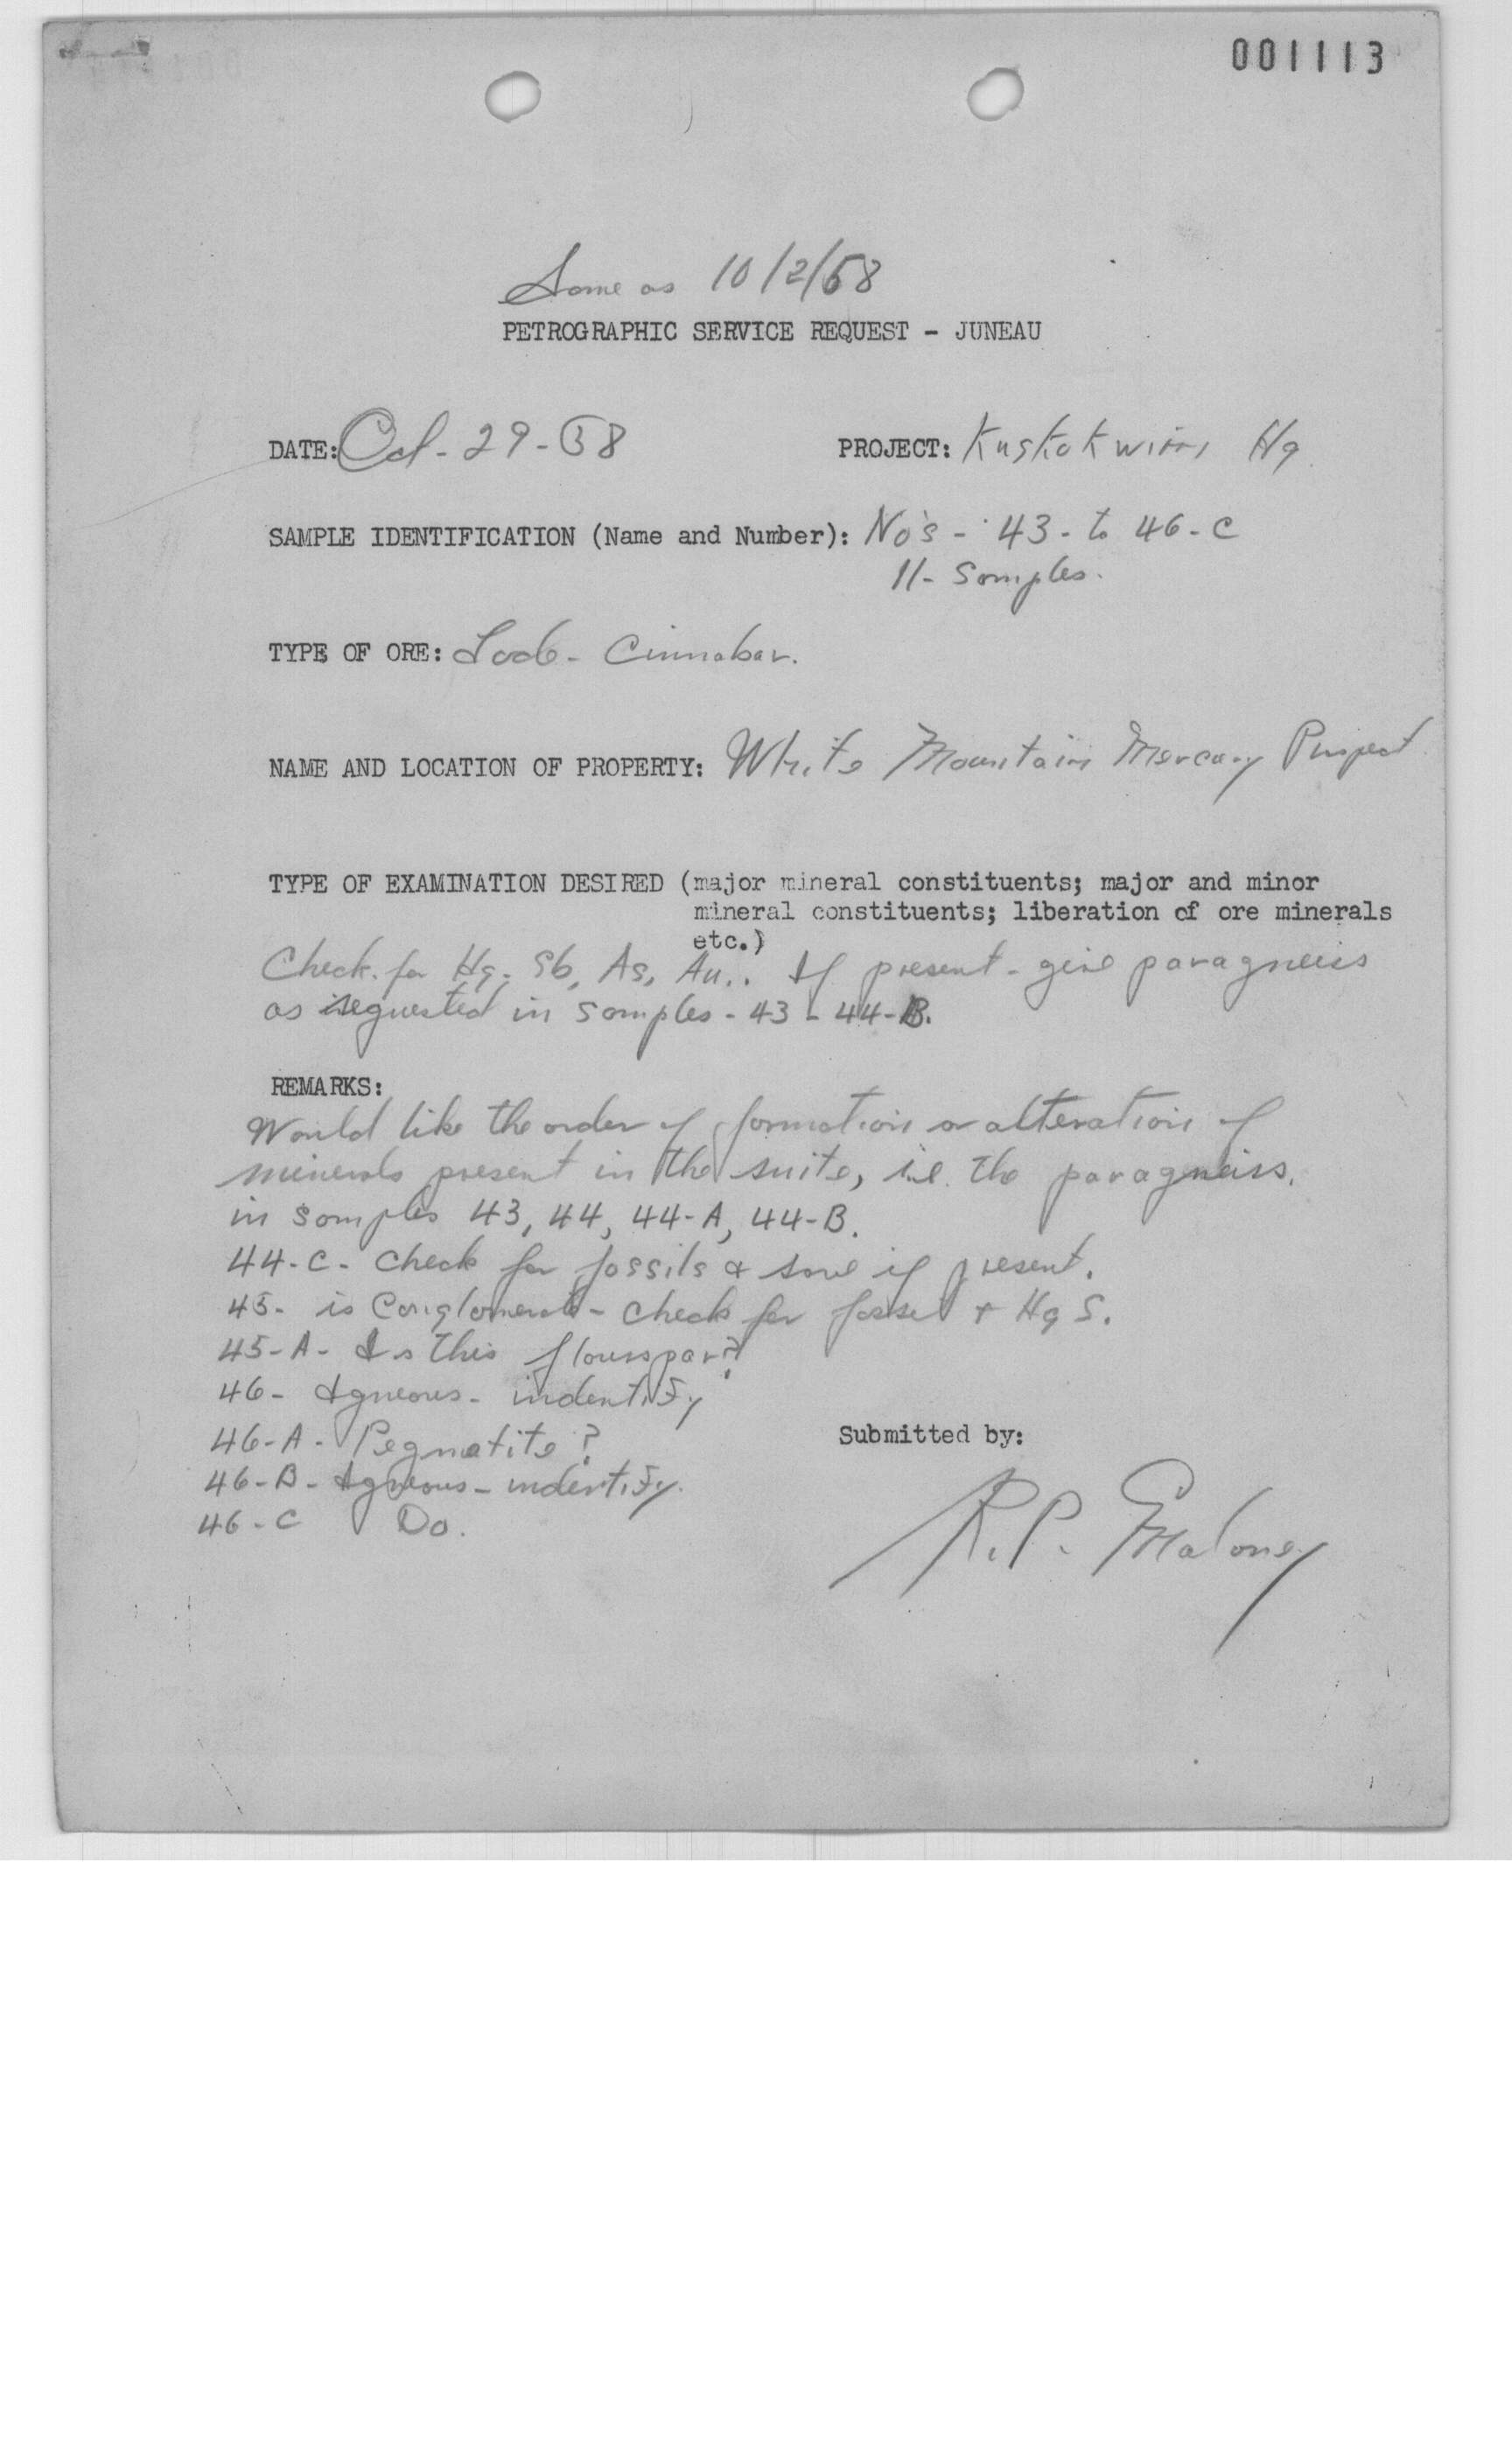 001113
Some as 10/2/58
PETROGRAPHIC SERVICE REQUEST - JUNEAU
DATE: Oct - 29 - 58 PROJECT: Kuskokwim Hg
SAMPLE IDENTIFICATION (Name and Number): No's - 43 - to 46 - C
11 - Samples.
TYPE OF ORE: Lode - Cinnabar.
NAME AND LOCATION OF PROPERTY: White Mountain Mercury Prospect
TYPE OF EXAMINATION DESIRED (major mineral constituents; major and minor
mineral constituents; liberation of ore minerals
etc.)
Check. for Hg, Sb, As, Au.. If present - give paragneiss
as requested in samples - 43 - 44-B.
REMARKS:
Would like the order of formation or alteration of
minerals present in the suite, i.e. the paragneiss.
in samples 43, 44, 44-A, 44-B.
44-C - Check for fossils & save if present.
45 - is Conglomerate - check for fossil + Hg S.
45-A - Is this flourspar?
46 - Igneous - indentify
46-A - Pegmatite?
46-B - Igneous - indentify.
46 - C Do.
Submitted by:
R.P. Maloney